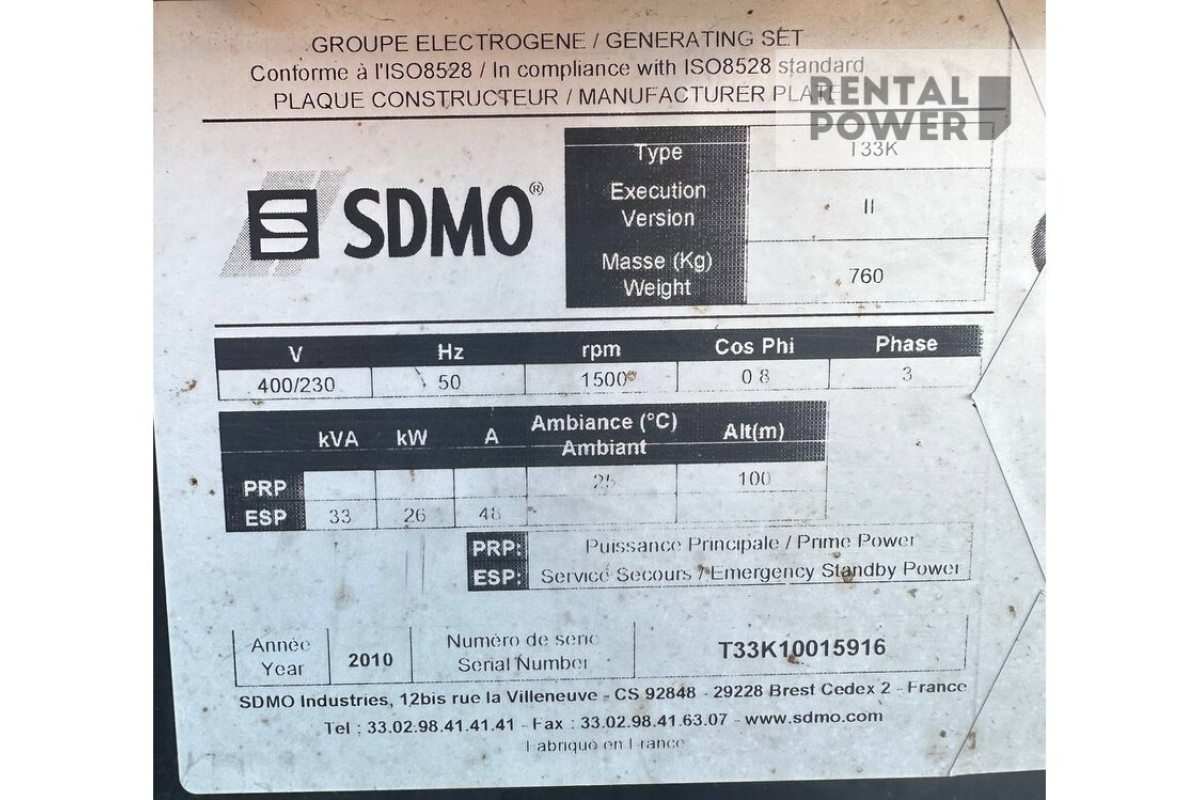 GROUPE ELECTROGENE / GENERATING SET
Conforme à l'ISO8528 / In compliance with ISO8528 standard
PLAQUE CONSTRUCTEUR / MANUFACTURER PLATE
RENTAL
POWER
SDMO®
Type T33K
Execution
Version
II
Masse (Kg)
Weight
760
V Hz rpm Cos Phi Phase
400/230 50 1500 0 8 3
kVA kW A Ambiance (°C)
Ambiant
Alt(m)
PRP 25 100
ESP 33 26 48
PRP: Puissance Principale / Prime Power
ESP: Service Secours / Emergency Standby Power
Année
Year
2010
Numéro de serie
Serial Number
T33K10015916
SDMO Industries, 12bis rue la Villeneuve - CS 92848 - 29228 Brest Cedex 2 - France
Tel : 33.02.98.41.41.41 - Fax : 33.02.98.41.63.07 - www.sdmo.com
Fabriqué en France